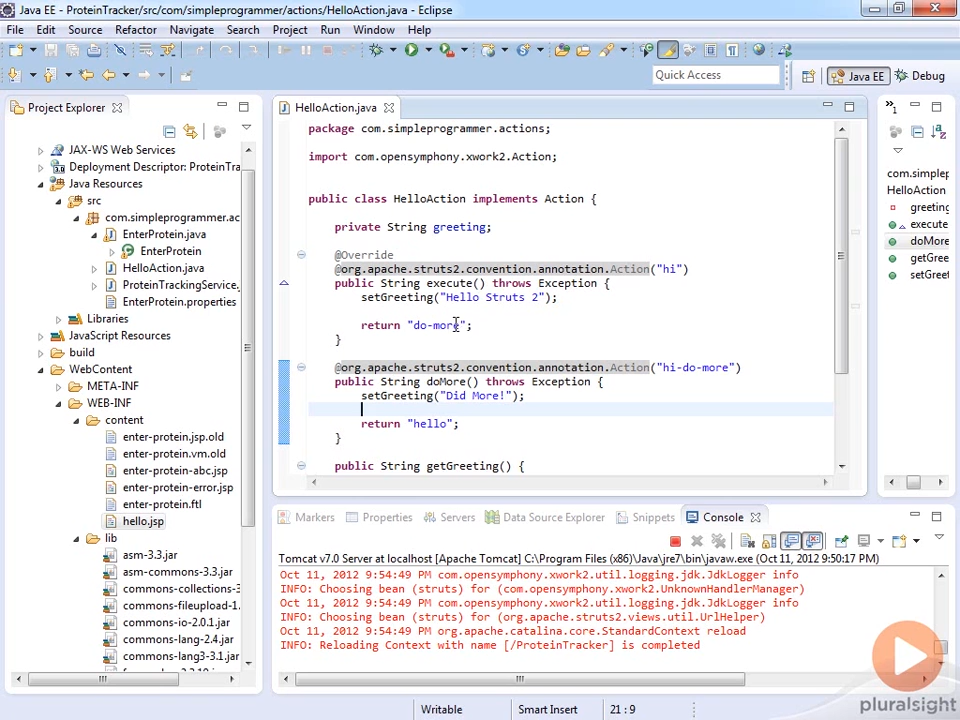 Java EE - ProteinTracker/src/com/simpleprogrammer/actions/HelloAction.java - Eclipse
File Edit Source Refactor Navigate Search Project Run Window Help
Quick Access
Java EE
Debug
Project Explorer
JAX-WS Web Services
Deployment Descriptor: ProteinTra
Java Resources
src
com.simpleprogrammer.ac
EnterProtein.java
EnterProtein
HelloAction.java
ProteinTrackingService.
EnterProtein.properties
Libraries
JavaScript Resources
build
WebContent
META-INF
WEB-INF
content
enter-protein.jsp.old
enter-protein.vm.old
enter-protein-abc.jsp
enter-protein-error.jsp
enter-protein.ftl
hello.jsp
lib
asm-3.3.jar
asm-commons-3.3.jar
commons-collections-3
commons-fileupload-1.
commons-io-2.0.1.jar
commons-lang-2.4.jar
commons-lang3-3.1.jar
HelloAction.java
package com.simpleprogrammer.actions;
import com.opensymphony.xwork2.Action;
public class HelloAction implements Action {
private String greeting;
@Override
@org.apache.struts2.convention.annotation.Action("hi")
public String execute() throws Exception {
setGreeting("Hello Struts 2");
return "do-more";
}
@org.apache.struts2.convention.annotation.Action("hi-do-more")
public String doMore() throws Exception {
setGreeting("Did More!");
return "hello";
}
public String getGreeting() {
com.simplep
HelloAction
greeting
execute
doMore
getGree
setGree
Markers Properties Servers Data Source Explorer Snippets Console
Tomcat v7.0 Server at localhost [Apache Tomcat] C:\Program Files (x86)\Java\jre7\bin\javaw.exe (Oct 11, 2012 9:50:17 PM)
Oct 11, 2012 9:54:49 PM com.opensymphony.xwork2.util.logging.jdk.JdkLogger info
INFO: Choosing bean (struts) for (com.opensymphony.xwork2.UnknownHandlerManager)
Oct 11, 2012 9:54:49 PM com.opensymphony.xwork2.util.logging.jdk.JdkLogger info
INFO: Choosing bean (struts) for (org.apache.struts2.views.util.UrlHelper)
Oct 11, 2012 9:54:49 PM org.apache.catalina.core.StandardContext reload
INFO: Reloading Context with name [/ProteinTracker] is completed
Writable
Smart Insert
21 : 9
pluralsight